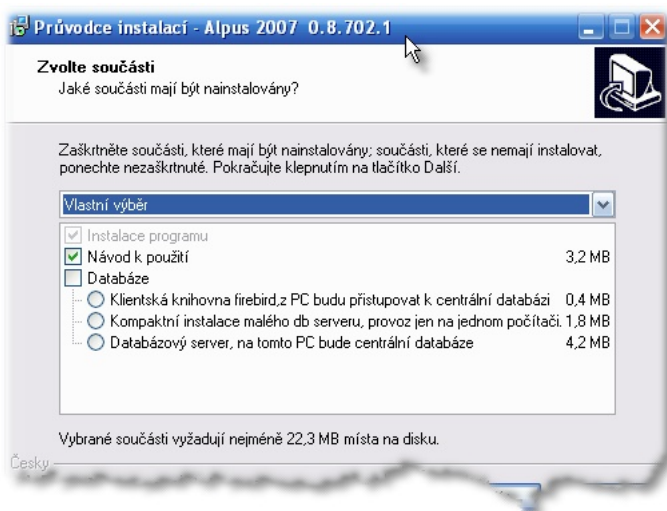 Průvodce instalací - Alpus 2007 0.8.702.1
Zvolte součásti
Jaké součásti mají být nainstalovány?
Zaškrtněte součásti, které mají být nainstalovány; součásti, které se nemají instalovat,
ponechte nezaškrtnuté. Pokračujte klepnutím na tlačítko Další.
Vlastní výběr
Instalace programu
Návod k použití 3,2 MB
Databáze
Klientská knihovna firebird,z PC budu přistupovat k centrální databázi 0,4 MB
Kompaktní instalace malého db serveru, provoz jen na jednom počítači. 1,8 MB
Databázový server, na tomto PC bude centrální databáze 4,2 MB
Vybrané součásti vyžadují nejméně 22,3 MB místa na disku.
Česky